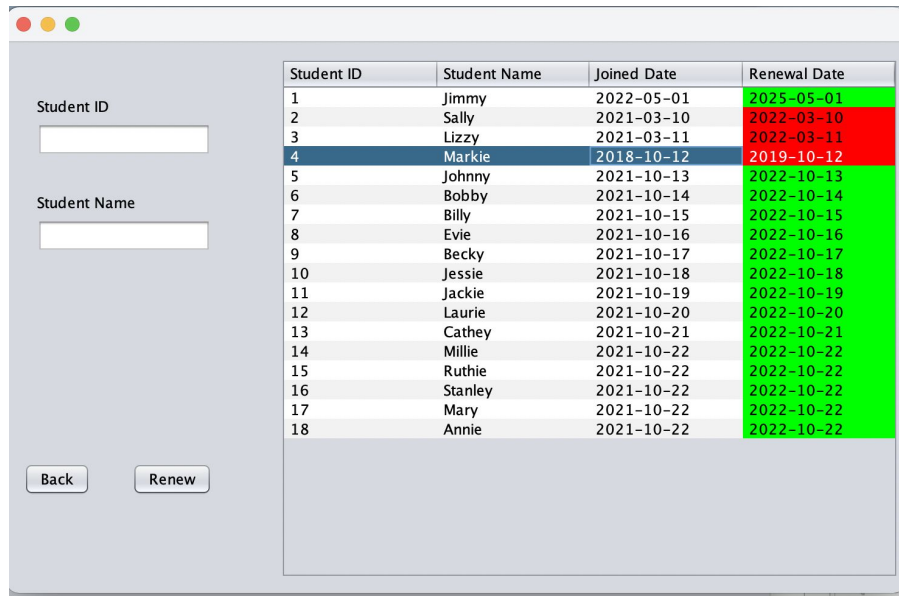 Student ID
Student Name
Back Renew
Student ID Student Name Joined Date Renewal Date
1 Jimmy 2022-05-01 2025-05-01
2 Sally 2021-03-10 2022-03-10
3 Lizzy 2021-03-11 2022-03-11
4 Markie 2018-10-12 2019-10-12
5 Johnny 2021-10-13 2022-10-13
6 Bobby 2021-10-14 2022-10-14
7 Billy 2021-10-15 2022-10-15
8 Evie 2021-10-16 2022-10-16
9 Becky 2021-10-17 2022-10-17
10 Jessie 2021-10-18 2022-10-18
11 Jackie 2021-10-19 2022-10-19
12 Laurie 2021-10-20 2022-10-20
13 Cathey 2021-10-21 2022-10-21
14 Millie 2021-10-22 2022-10-22
15 Ruthie 2021-10-22 2022-10-22
16 Stanley 2021-10-22 2022-10-22
17 Mary 2021-10-22 2022-10-22
18 Annie 2021-10-22 2022-10-22